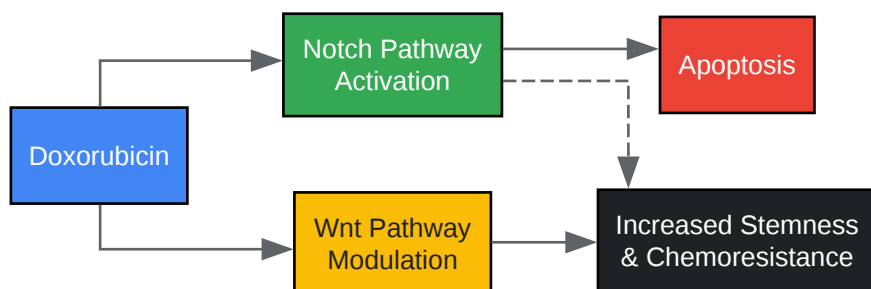 Notch Pathway
Activation
Apoptosis
Doxorubicin
Wnt Pathway
Modulation
Increased Stemness
& Chemoresistance